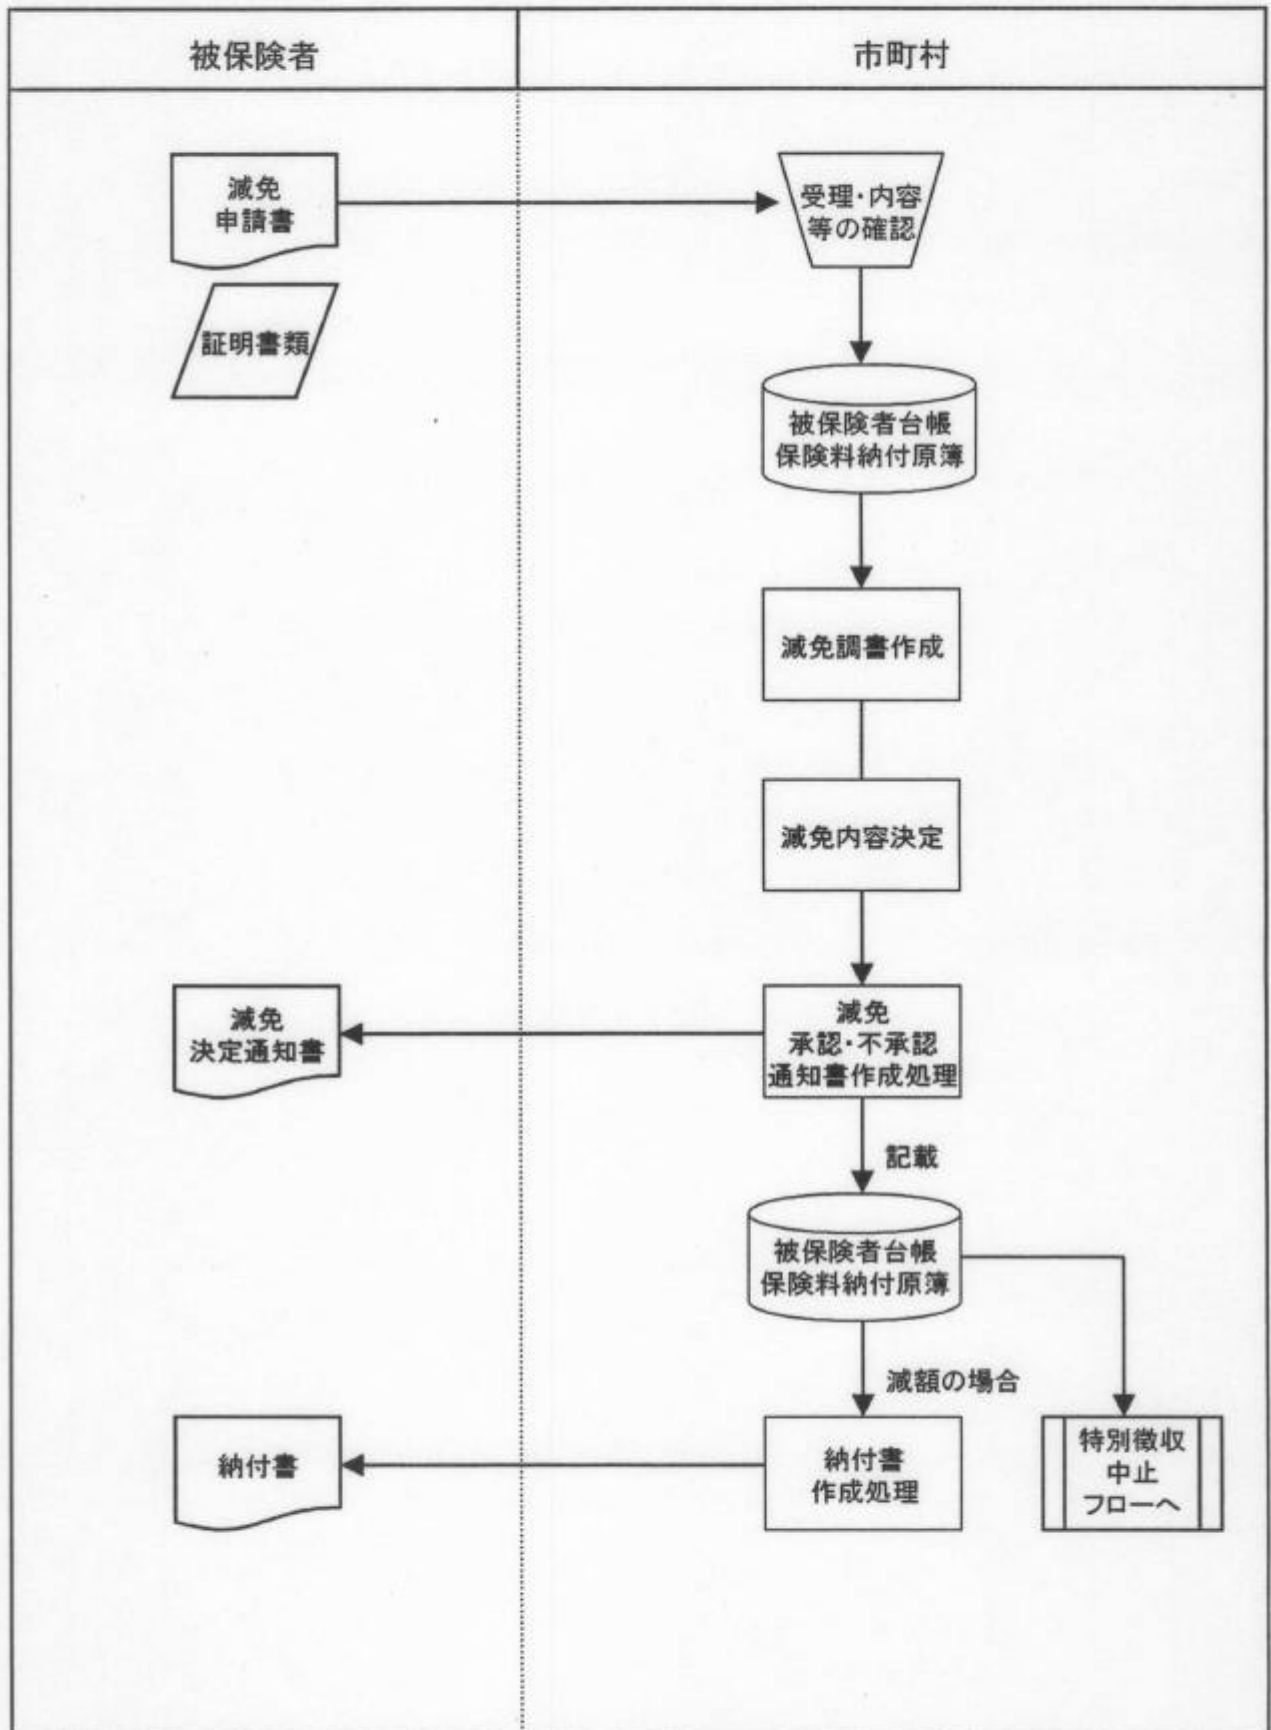 被保険者
市町村
減免
申請書
受理・内容
等の確認
証明書類
被保険者台帳
保険料納付原簿
減免調書作成
減免内容決定
減免
決定通知書
減免
承認・不承認
通知書作成処理
記載
被保険者台帳
保険料納付原簿
減額の場合
納付書
納付書
作成処理
特別徴収
中止
フローへ